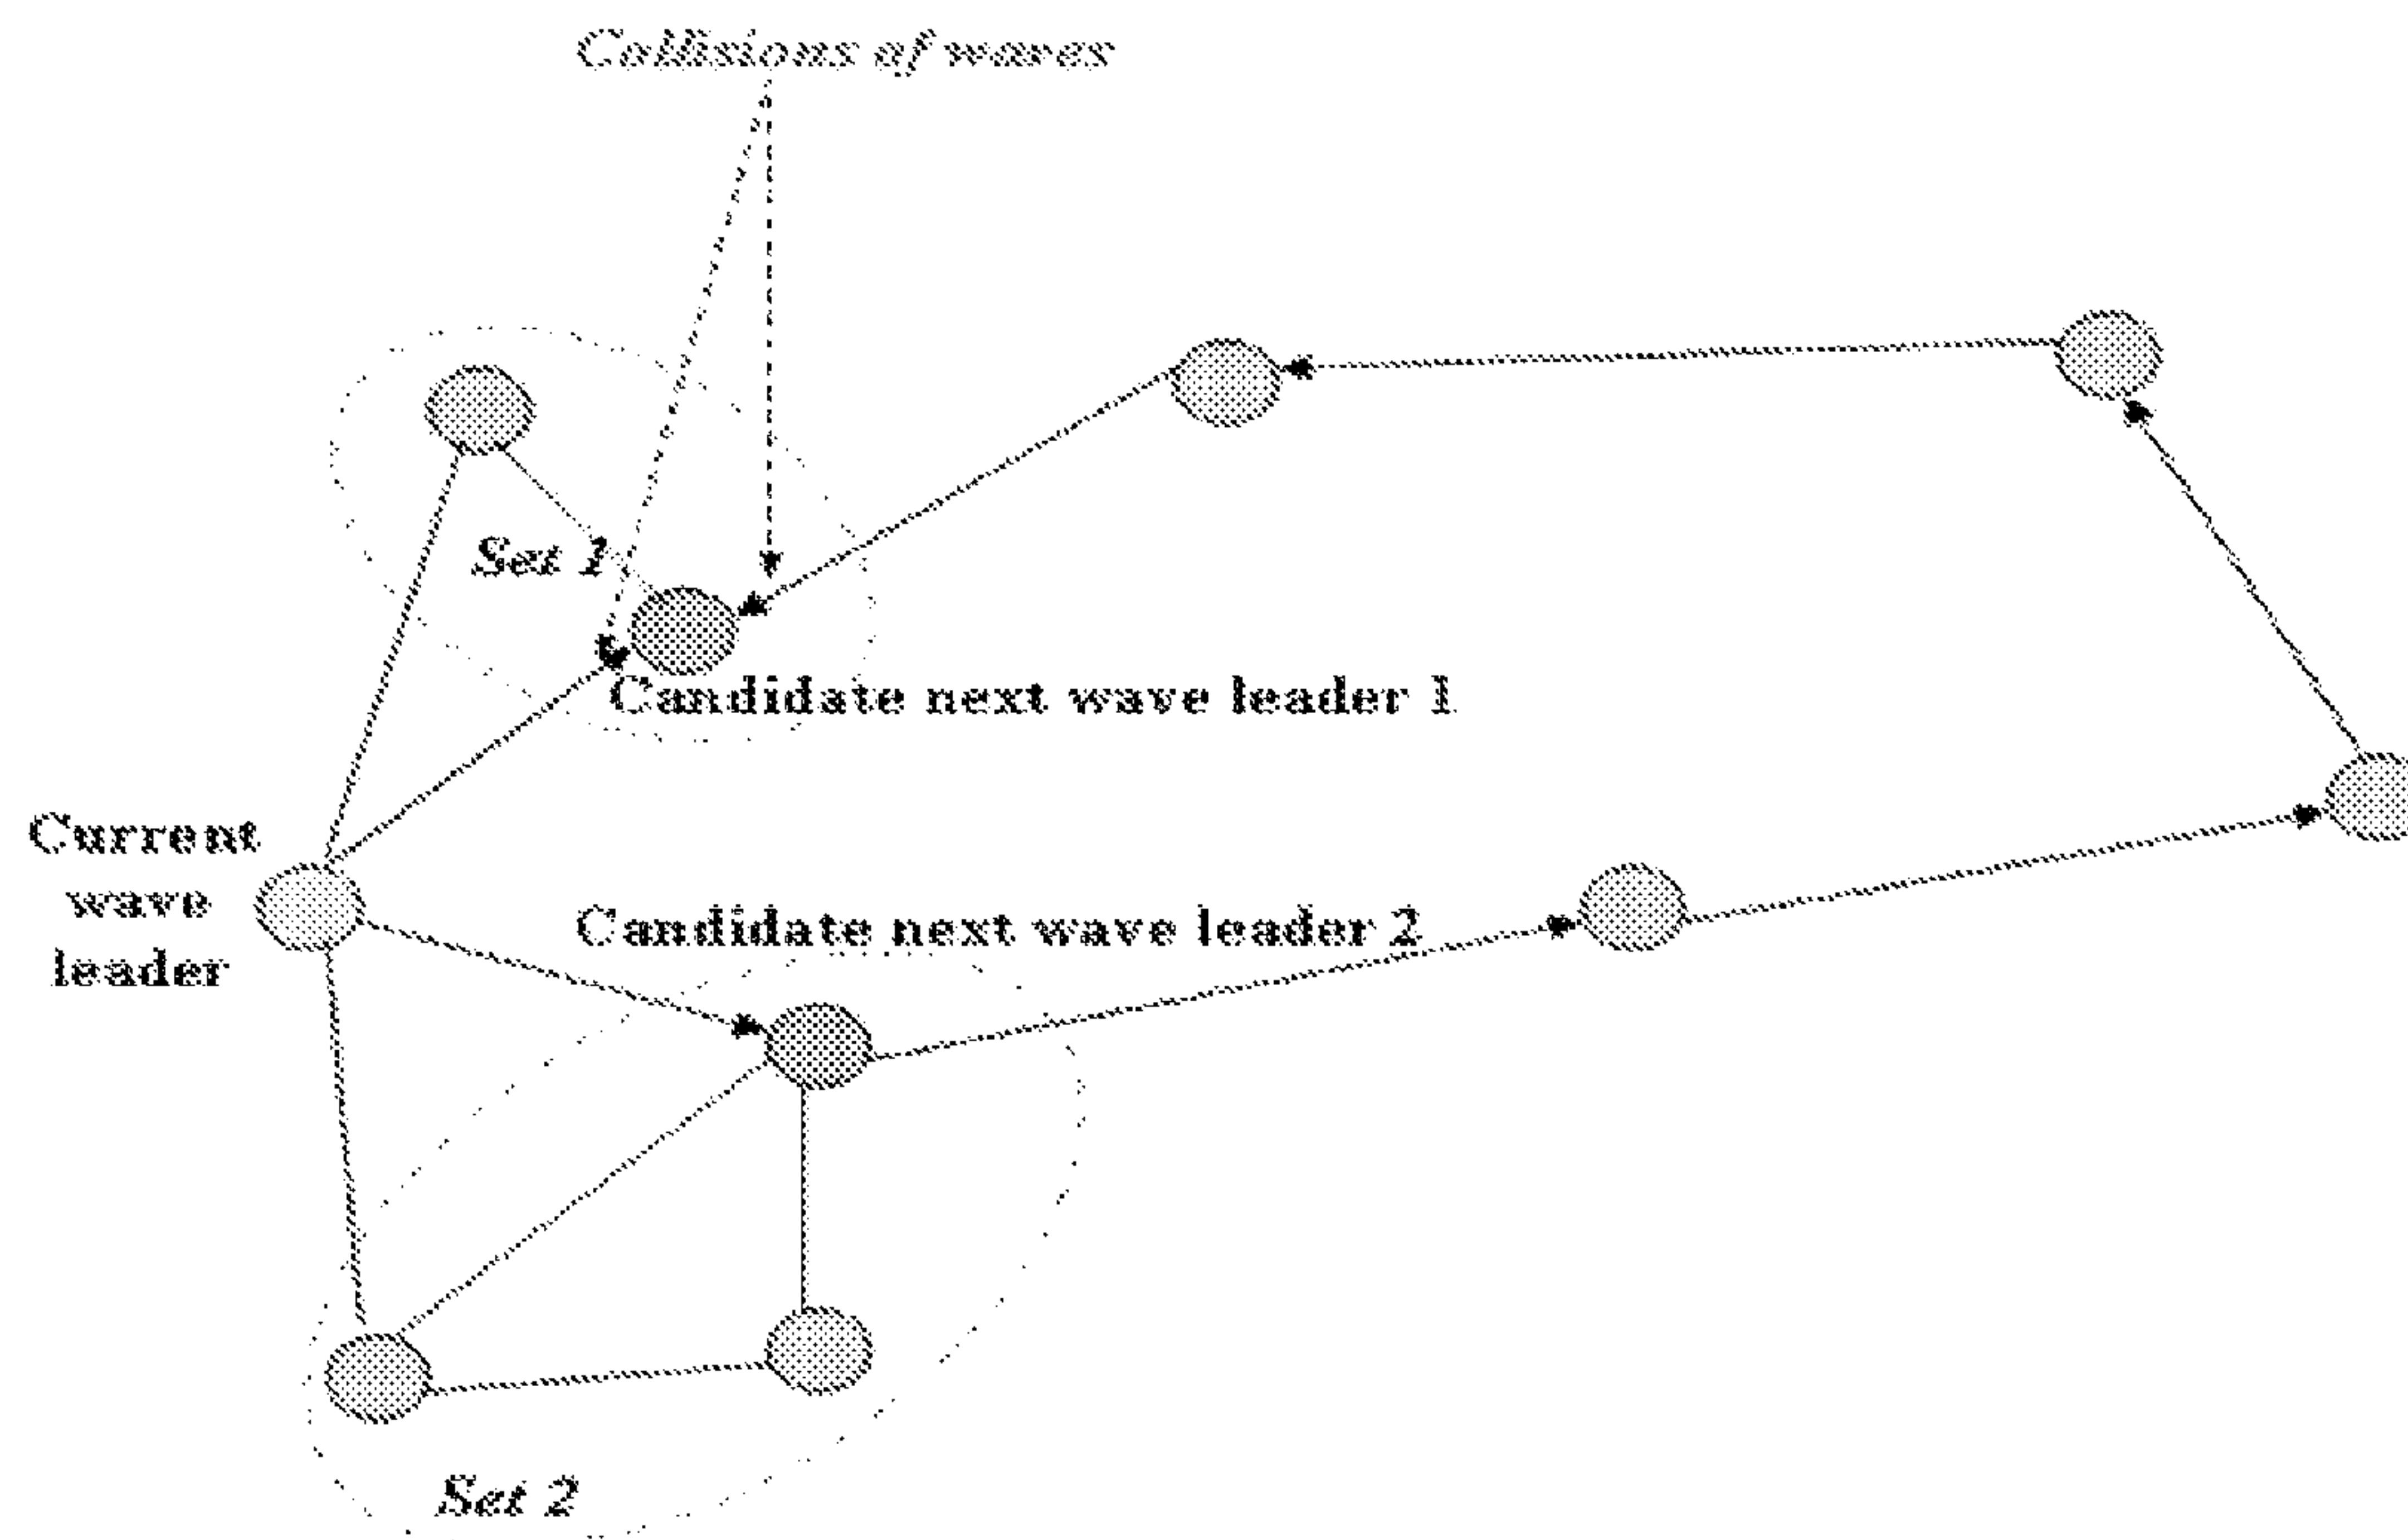 Collisions of waves
Set 1
Candidate next wave leader 1
Current
wave
leader
Candidate next wave leader 2
Set 2